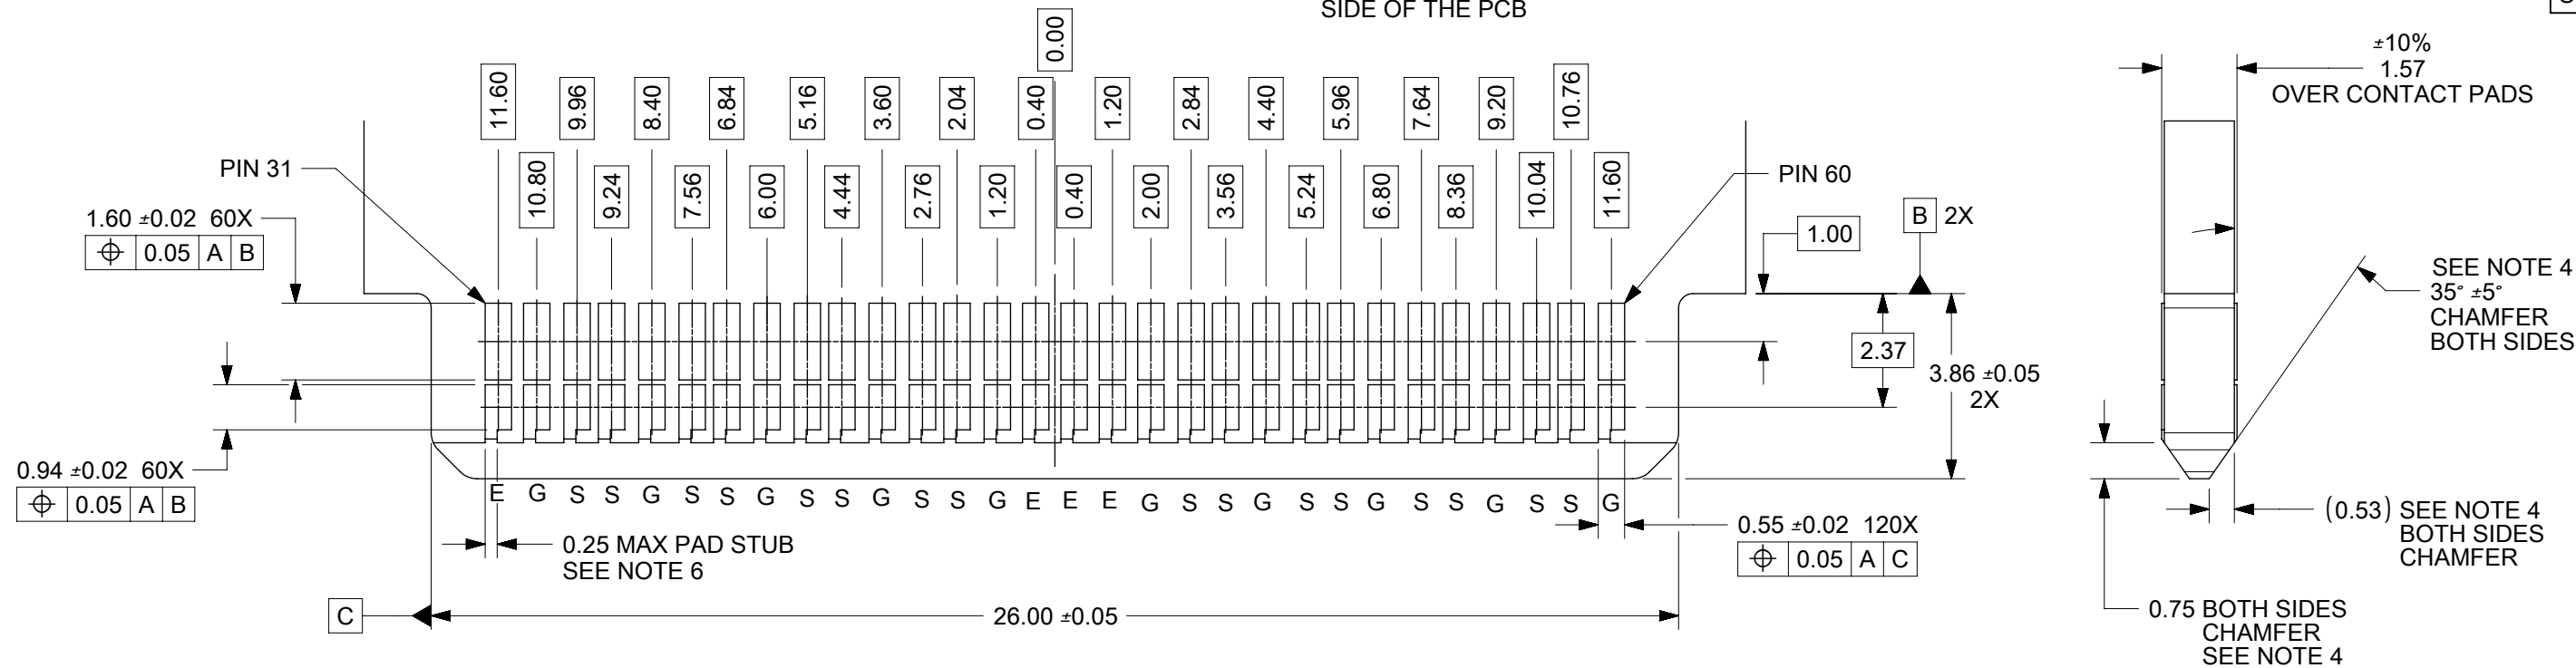 SIDE OF THE PCB
0.00
11.60
9.96
8.40
6.84
5.16
3.60
2.04
0.40
1.20
2.84
4.40
5.96
7.64
9.20
10.76
10.80
9.24
7.56
6.00
4.44
2.76
1.20
0.40
2.00
3.56
5.24
6.80
8.36
10.04
11.60
PIN 31
PIN 60
1.60 ±0.02 60X
⌖ 0.05 A B
0.94 ±0.02 60X
⌖ 0.05 A B
1.00
B 2X
2.37
3.86 ±0.05
2X
E G S S G S S G S S G S S G E E E G S S G S S G S S G S S G
0.25 MAX PAD STUB
SEE NOTE 6
0.55 ±0.02 120X
⌖ 0.05 A C
C
26.00 ±0.05
±10%
1.57
OVER CONTACT PADS
SEE NOTE 4
35° ±5°
CHAMFER
BOTH SIDES
(0.53) SEE NOTE 4
BOTH SIDES
CHAMFER
0.75 BOTH SIDES
CHAMFER
SEE NOTE 4